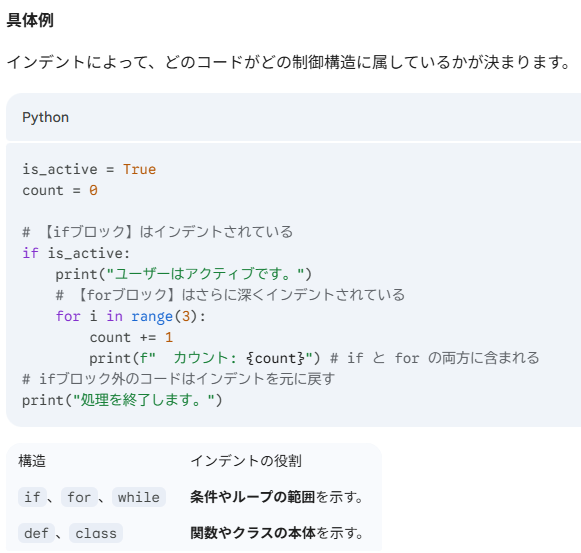 具体例
インデントによって、どのコードがどの制御構造に属しているかが決まります。
Python
is_active = True
count = 0
# 【ifブロック】はインデントされている
if is_active:
    print("ユーザーはアクティブです。")
    # 【forブロック】はさらに深くインデントされている
    for i in range(3):
        count += 1
        print(f"  カウント: {count}") # if と for の両方に含まれる
# ifブロック外のコードはインデントを元に戻す
print("処理を終了します。")
構造 インデントの役割
if、for、while 条件やループの範囲を示す。
def、class 関数やクラスの本体を示す。